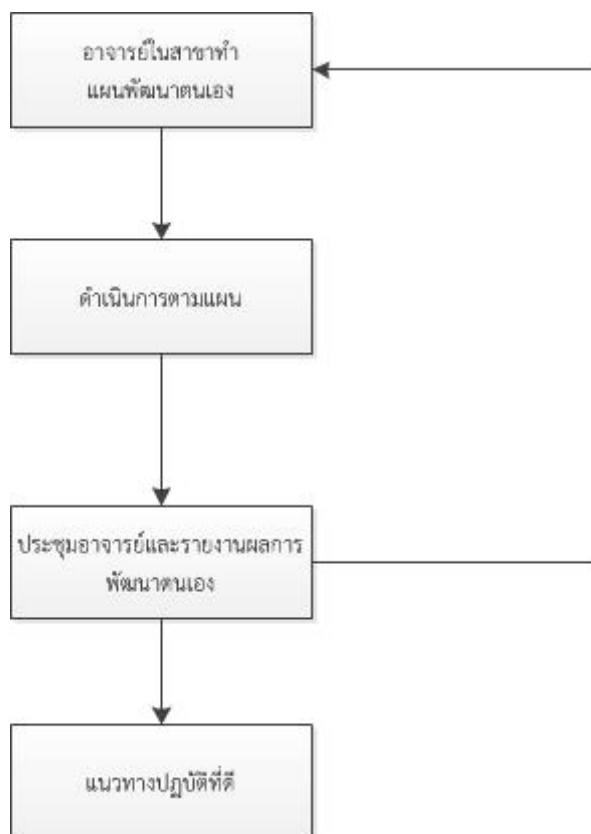 อาจารย์ในสาขาทำ
แผนพัฒนาตนเอง
ดำเนินการตามแผน
ประชุมอาจารย์และรายงานผลการ
พัฒนาตนเอง
แนวทางปฏิบัติที่ดี